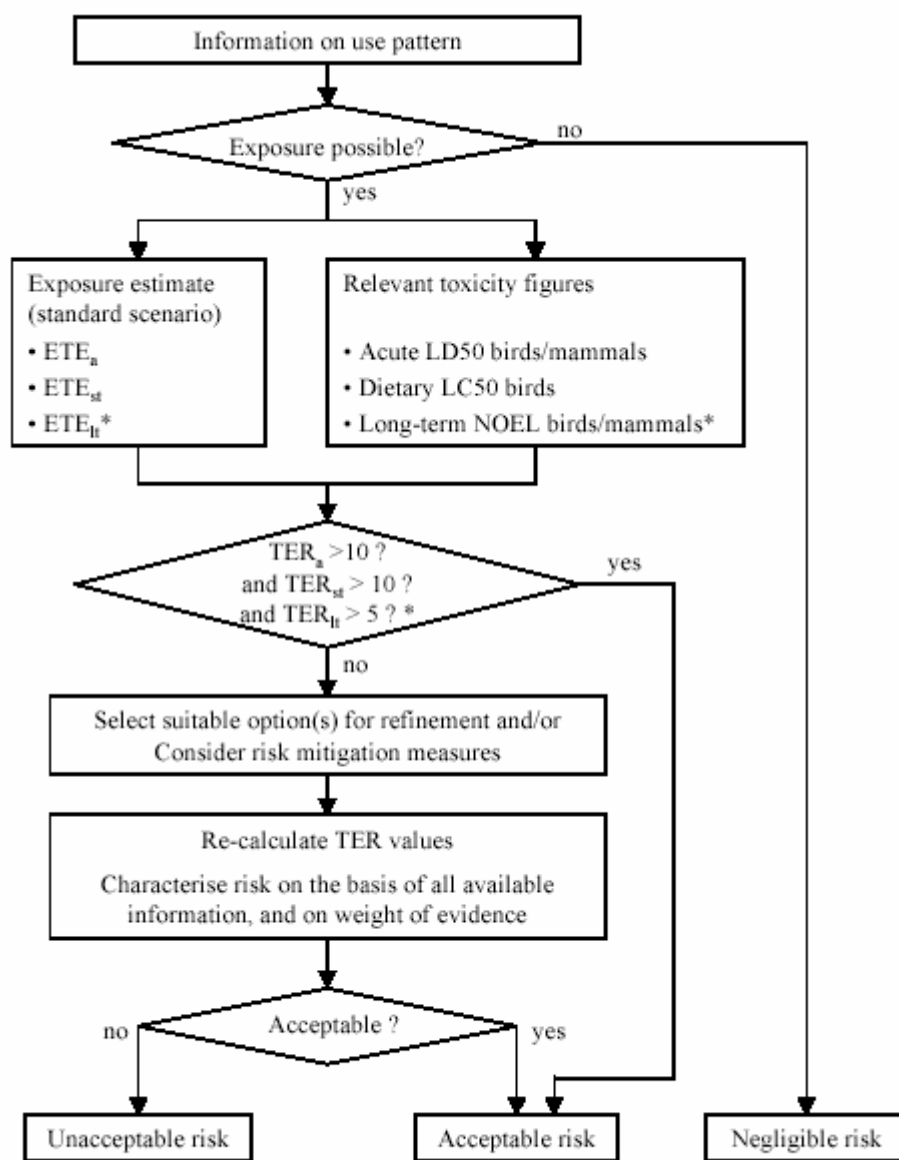 Information on use pattern
Exposure possible?
no
yes
Exposure estimate
(standard scenario)
• ETEa
• ETEst
• ETElt*
Relevant toxicity figures
• Acute LD50 birds/mammals
• Dietary LC50 birds
• Long-term NOEL birds/mammals*
TERa >10 ?
and TERst > 10 ?
and TERlt > 5 ? *
yes
no
Select suitable option(s) for refinement and/or
Consider risk mitigation measures
Re-calculate TER values
Characterise risk on the basis of all available
information, and on weight of evidence
no
Acceptable ?
yes
Unacceptable risk
Acceptable risk
Negligible risk